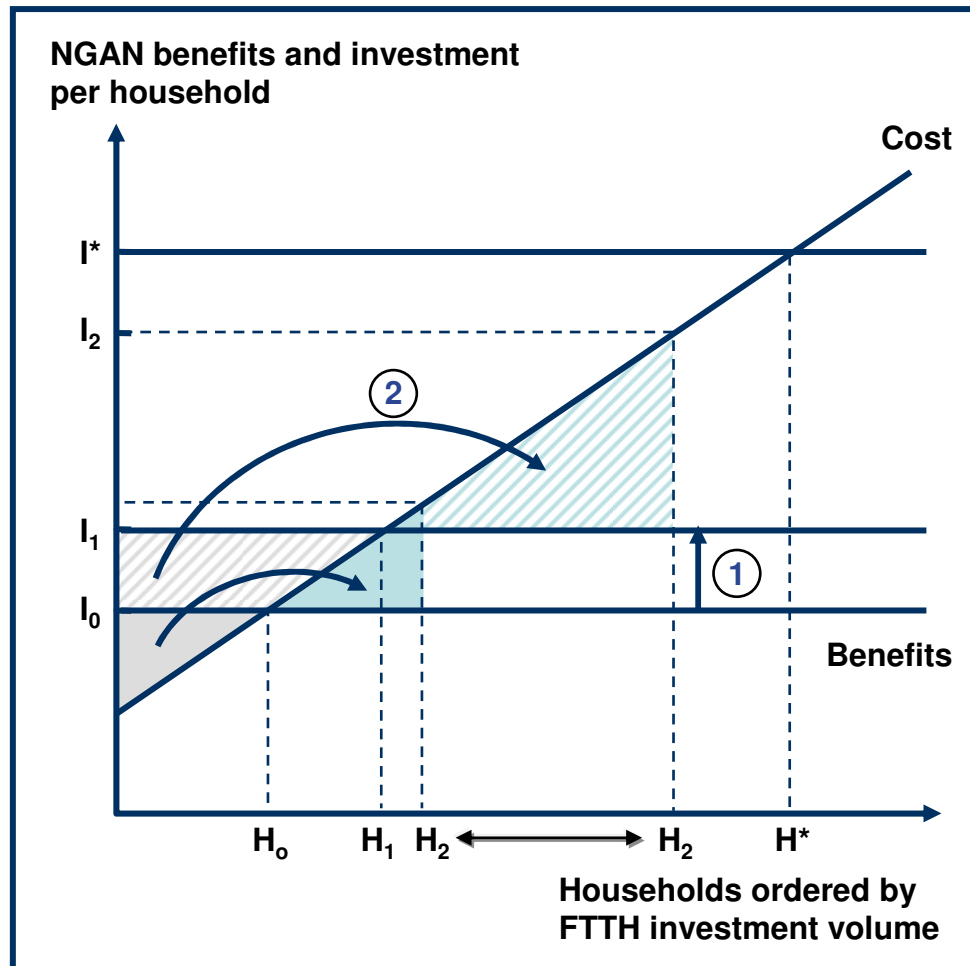 NGAN benefits and investment
per household
Cost
I*
I₂
2
I₁
1
I₀
Benefits
Hₒ
H₁
H₂
H₂
H*
Households ordered by
FTTH investment volume